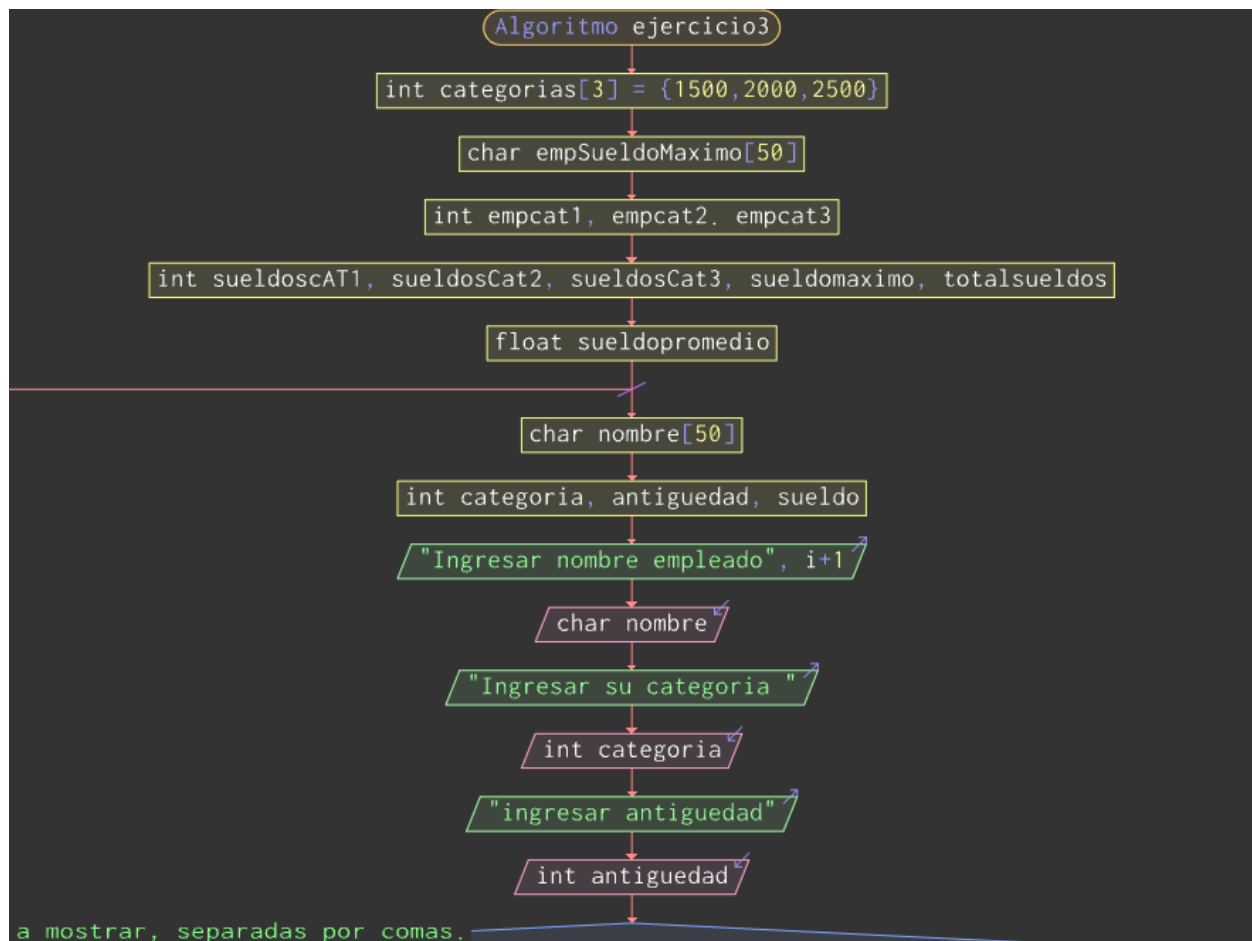 Algoritmo ejercicio3
int categorias[3] = {1500,2000,2500}
char empSueldoMaximo[50]
int empcat1, empcat2. empcat3
int sueldoscAT1, sueldosCat2, sueldosCat3, sueldomaximo, totalsueldos
float sueldopromedio
char nombre[50]
int categoria, antiguedad, sueldo
"Ingresar nombre empleado", i+1
char nombre
"Ingresar su categoria "
int categoria
"ingresar antiguedad"
int antiguedad
a mostrar, separadas por comas.